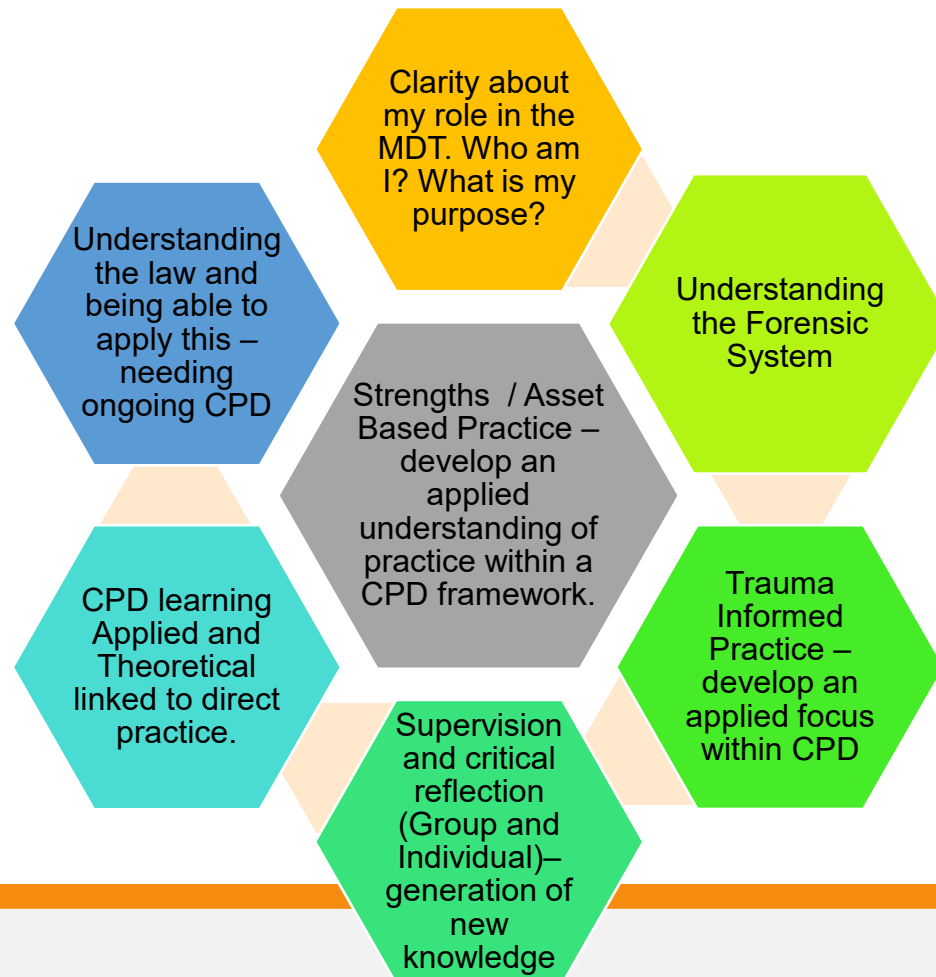 Clarity about
my role in the
MDT. Who am
I? What is my
purpose?
Understanding
the Forensic
System
Trauma
Informed
Practice –
develop an
applied focus
within CPD
Supervision
and critical
reflection
(Group and
Individual)–
generation of
new
knowledge
CPD learning
Applied and
Theoretical
linked to direct
practice.
Understanding
the law and
being able to
apply this –
needing
ongoing CPD
Strengths / Asset
Based Practice –
develop an
applied
understanding of
practice within a
CPD framework.